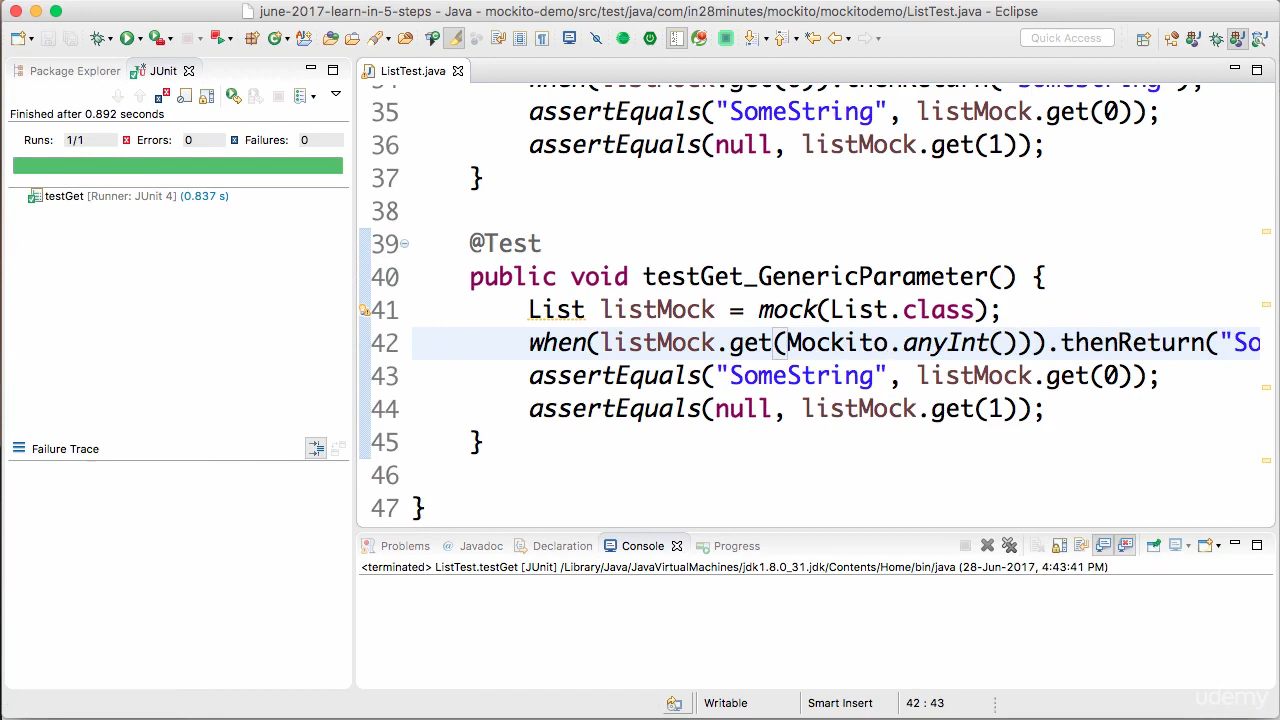 june-2017-learn-in-5-steps - Java - mockito-demo/src/test/java/com/in28minutes/mockito/mockitodemo/ListTest.java - Eclipse
Quick Access
Package Explorer JUnit
ListTest.java
Finished after 0.892 seconds
Runs: 1/1 Errors: 0 Failures: 0
testGet [Runner: JUnit 4] (0.837 s)
Failure Trace
35 assertEquals("SomeString", listMock.get(0));
36 assertEquals(null, listMock.get(1));
37 }
38
39 @Test
40 public void testGet_GenericParameter() {
41 List listMock = mock(List.class);
42 when(listMock.get(Mockito.anyInt())).thenReturn("So
43 assertEquals("SomeString", listMock.get(0));
44 assertEquals(null, listMock.get(1));
45 }
46
47 }
Problems @ Javadoc Declaration Console Progress
<terminated> ListTest.testGet [JUnit] /Library/Java/JavaVirtualMachines/jdk1.8.0_31.jdk/Contents/Home/bin/java (28-Jun-2017, 4:43:41 PM)
Writable Smart Insert 42 : 43
udemy